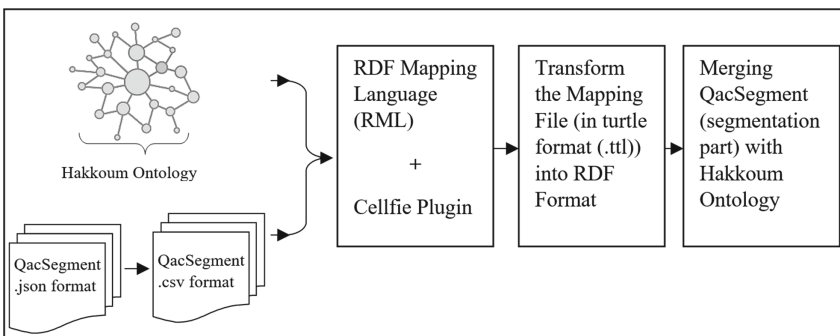 Hakkoum Ontology
QacSegment
.json format
QacSegment
.csv format
RDF Mapping
Language
(RML)
+
Cellfie Plugin
Transform
the Mapping
File (in turtle
format (.ttl))
into RDF
Format
Merging
QacSegment
(segmentation
part) with
Hakkoum
Ontology